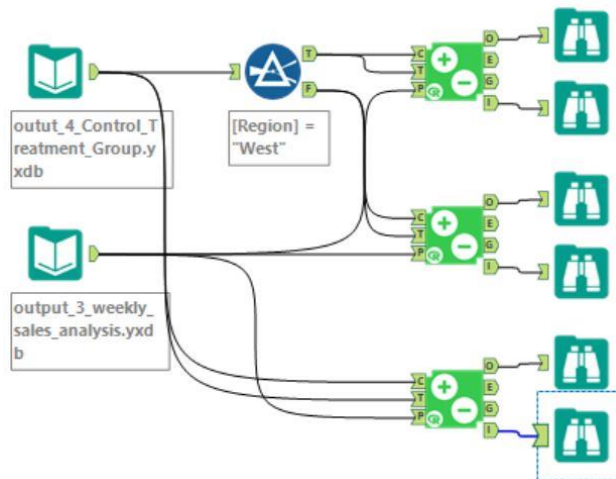 T
F
C
T
P
R
O
E
G
I
outut_4_Control_T
reatment_Group.y
xdb
[Region] =
"West"
C
T
P
R
O
E
G
I
output_3_weekly_
sales_analysis.yxd
b
C
T
P
R
O
E
G
I